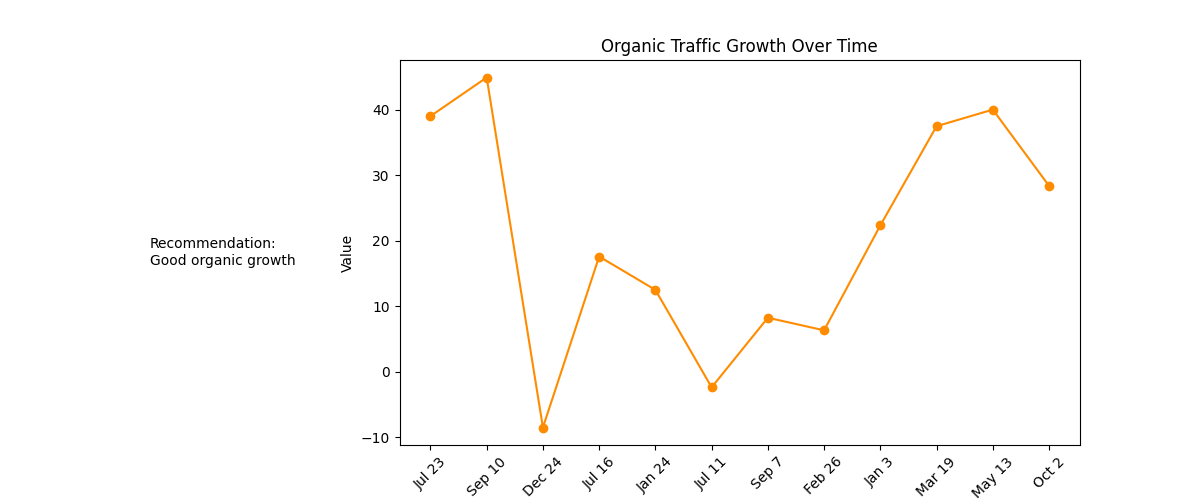 Organic Traffic Growth Over Time
Recommendation:
Good organic growth
Value
40
30
20
10
0
−10
Jul 23
Sep 10
Dec 24
Jul 16
Jan 24
Jul 11
Sep 7
Feb 26
Jan 3
Mar 19
May 13
Oct 2